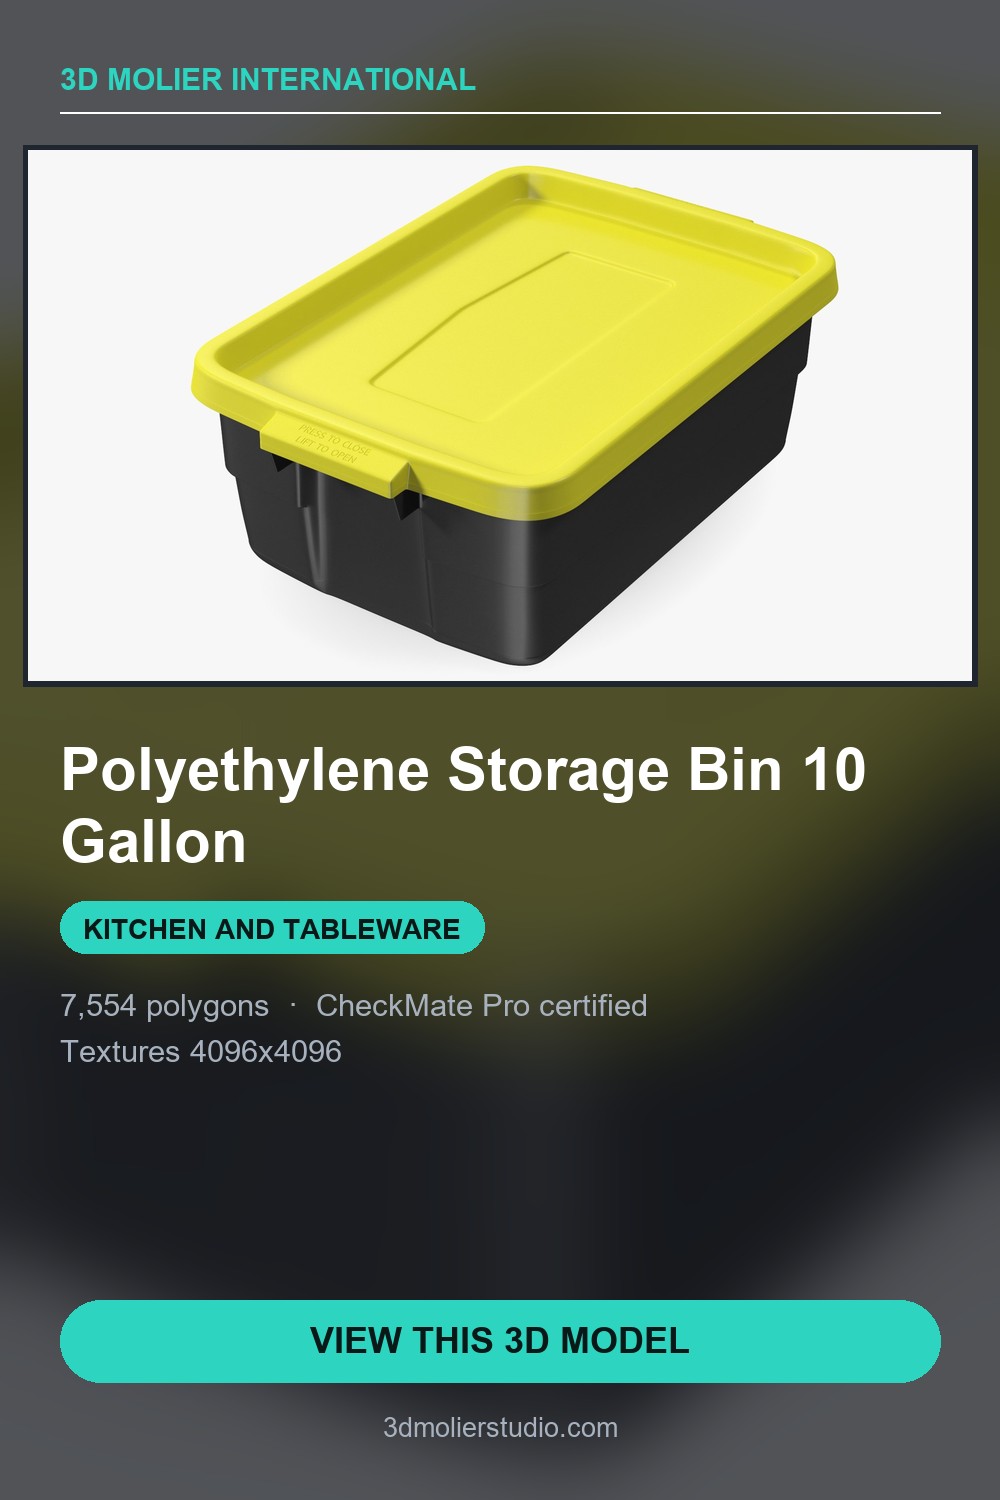 3D MOLIER INTERNATIONAL
PRESS TO CLOSE
LIFT TO OPEN
Polyethylene Storage Bin 10
Gallon
KITCHEN AND TABLEWARE
7,554 polygons · CheckMate Pro certified
Textures 4096x4096
VIEW THIS 3D MODEL
3dmolierstudio.com